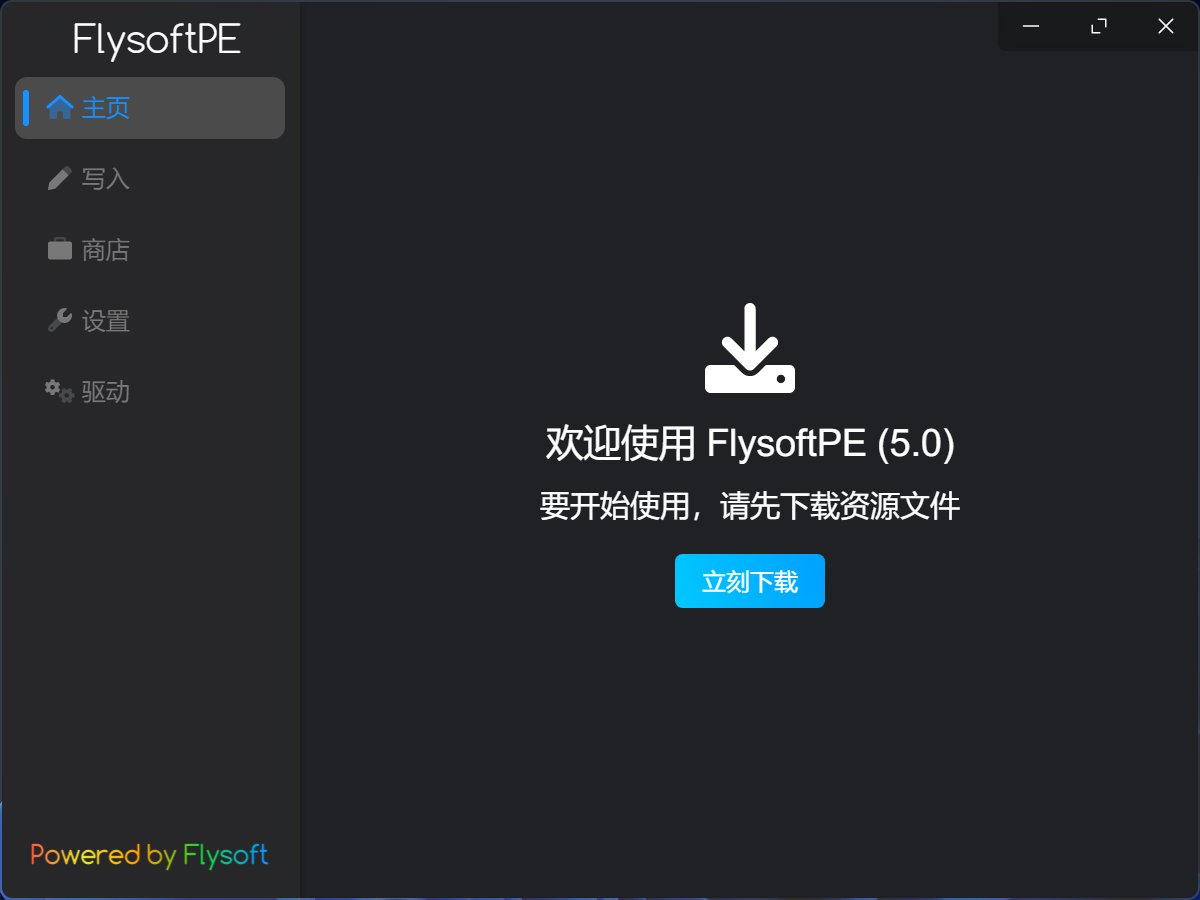 FlysoftPE
主页
写入
商店
设置
驱动
欢迎使用 FlysoftPE (5.0)
要开始使用，请先下载资源文件
立刻下载
Powered by Flysoft